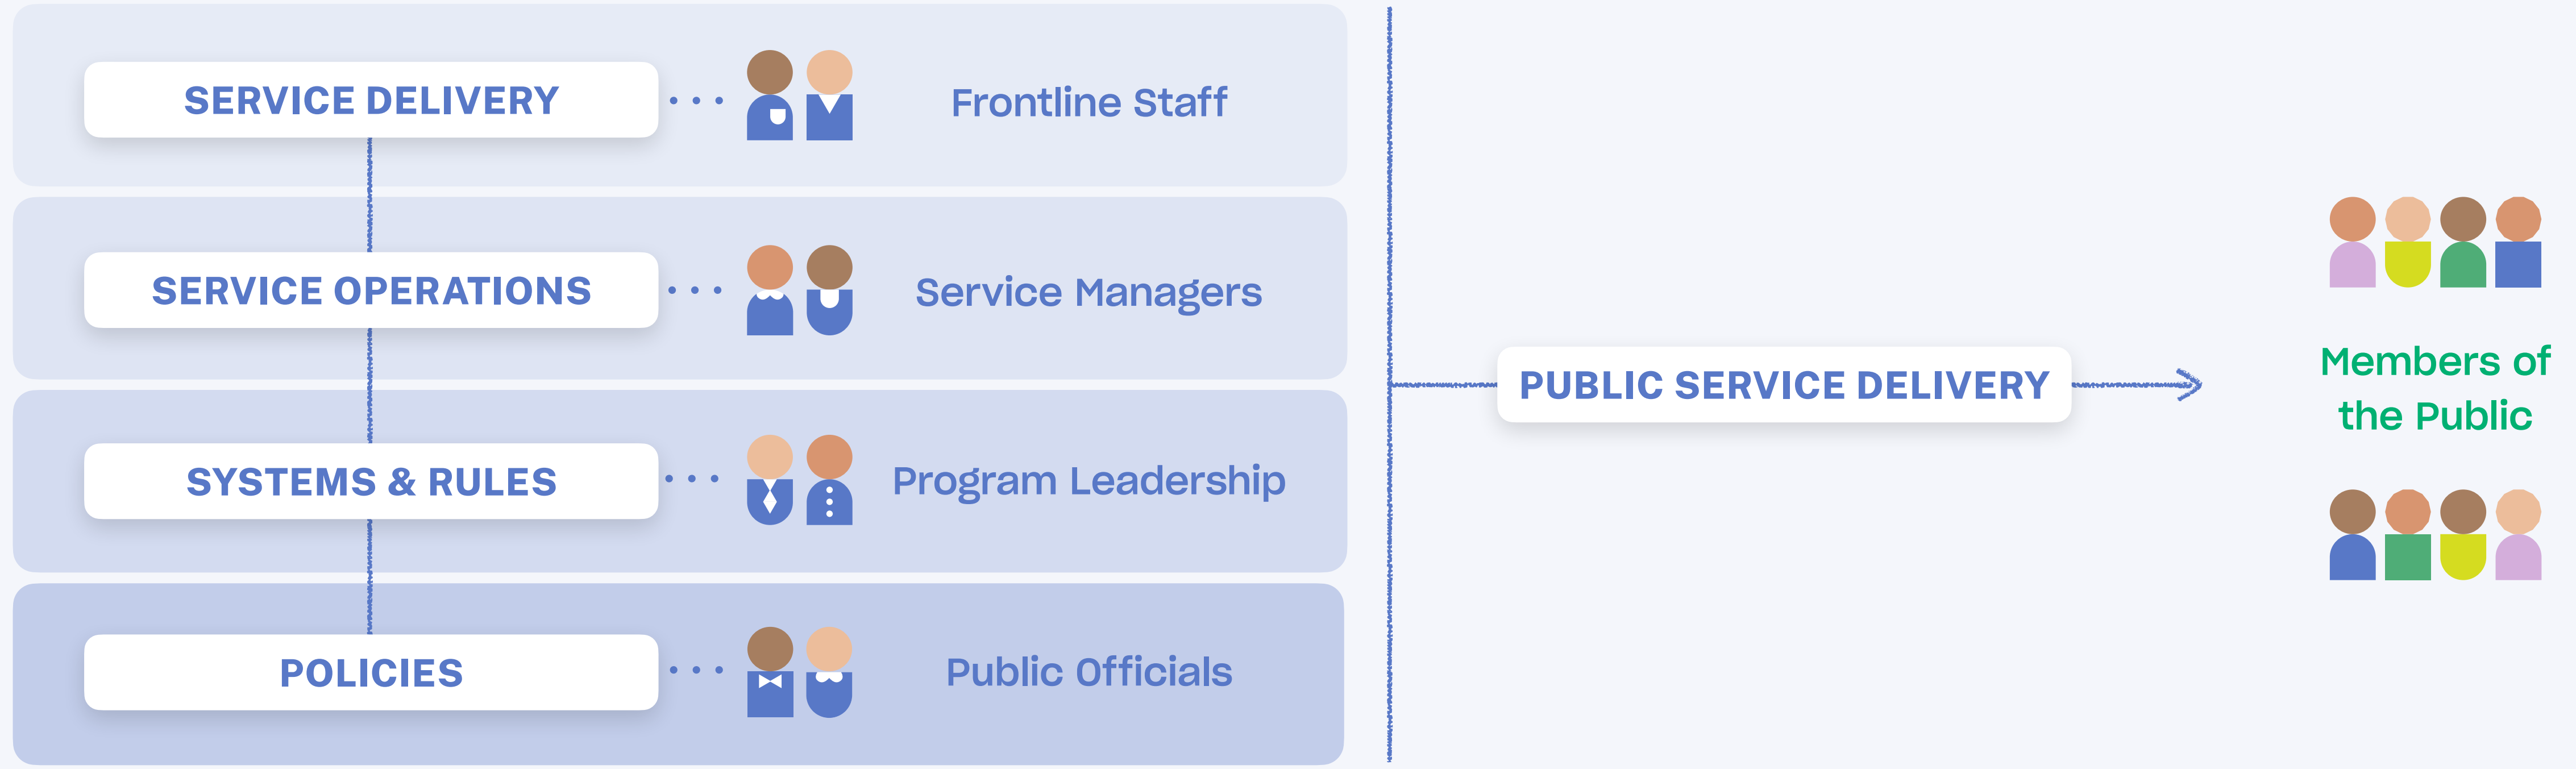 SERVICE DELIVERY
Frontline Staff
SERVICE OPERATIONS
Service Managers
SYSTEMS & RULES
Program Leadership
POLICIES
Public Officials
PUBLIC SERVICE DELIVERY
Members of
the Public